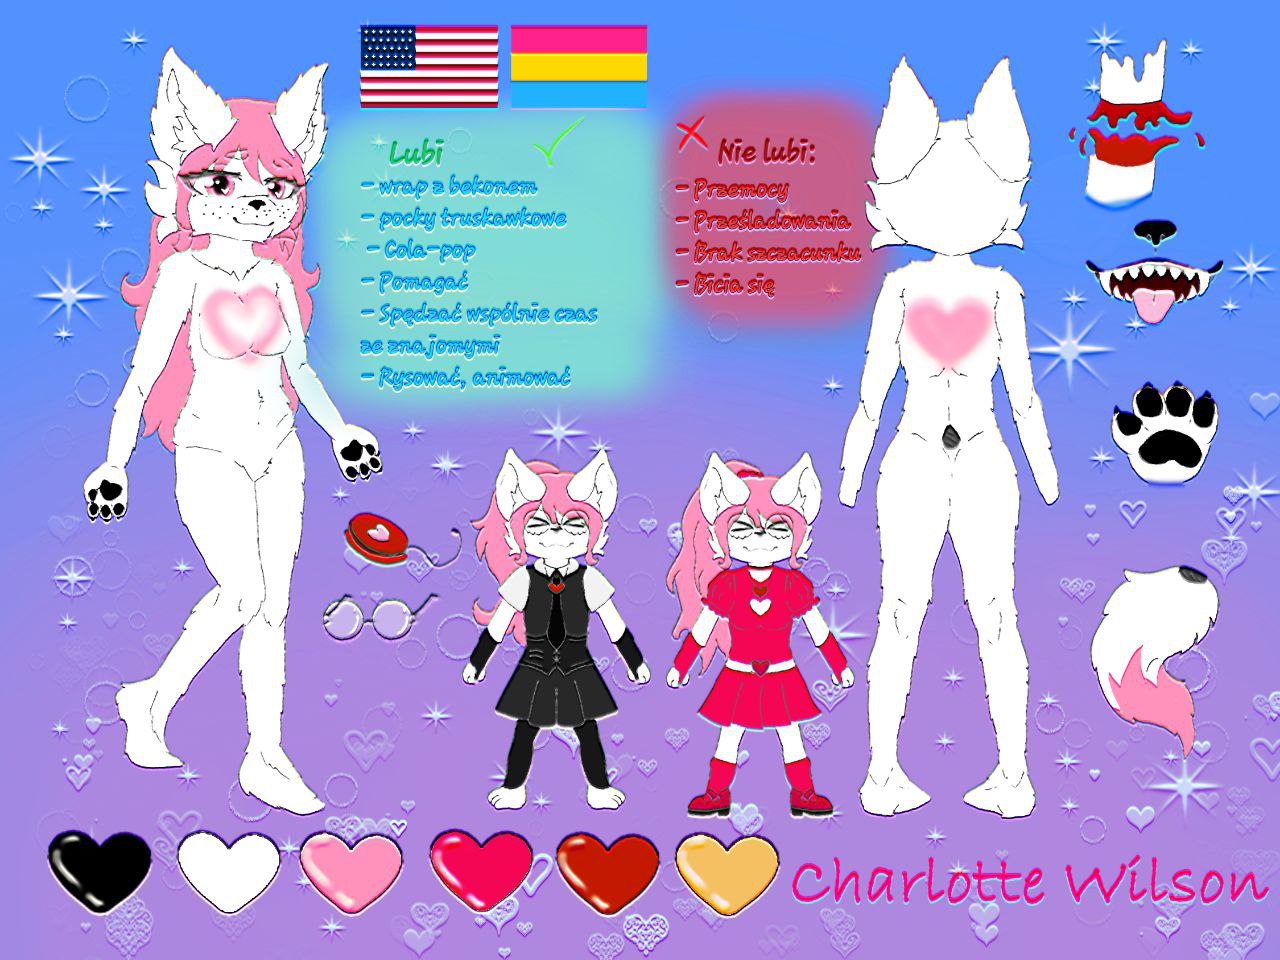 Lubi
- wrap z bekonem
- pocky truskawkowe
- Cola-pop
- Pomagać
- Spędzać wspólnie czas
ze znajomymi
- Rysować, animować
Nie lubi:
- Przemocy
- Prześladowania
- Brak szczacunku
- Bicia się
Charlotte Wilson